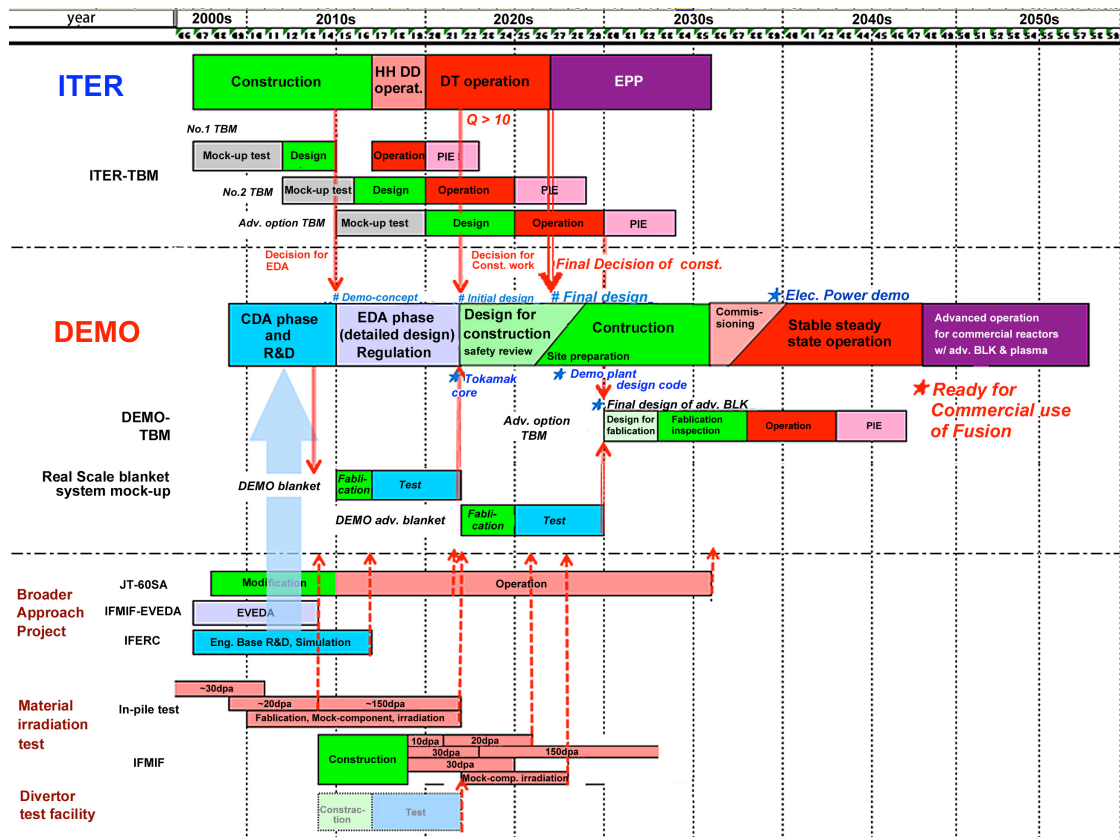 year
2000s
2010s
2020s
2030s
2040s
2050s
ITER
Construction
HH DD
operat.
DT operation
EPP
Q > 10
No.1 TBM
Mock-up test
Design
Operation
PIE
ITER-TBM
No.2 TBM
Mock-up test
Design
Operation
PIE
Adv. option TBM
Mock-up test
Design
Operation
PIE
Decision for
EDA
Decision for
Const. work
Final Decision of const.
# Demo-concept
# Initial design
# Final design
Elec. Power demo
DEMO
CDA phase
and
R&D
EDA phase
(detailed design)
Regulation
Design for
construction
safety review
Contruction
Site preparation
Commis-
sioning
Stable steady
state operation
Advanced operation
for commercial reactors
w/ adv. BLK & plasma
Tokamak
core
Demo plant
design code
Ready for
Commercial use
of Fusion
DEMO-
TBM
Final design of adv. BLK
Adv. option
TBM
Design for
fablication
Fablication
inspection
Operation
PIE
Real Scale blanket
system mock-up
DEMO blanket
Fabli-
cation
Test
DEMO adv. blanket
Fabli-
cation
Test
Broader
Approach
Project
JT-60SA
Modification
Operation
IFMIF-EVEDA
EVEDA
IFERC
Eng. Base R&D, Simulation
Material
irradiation
test
In-pile test
~30dpa
~20dpa
~150dpa
Fablication, Mock-component, irradiation
IFMIF
Construction
10dpa
20dpa
30dpa
150dpa
30dpa
Mock-comp. irradiation
Divertor
test facility
Constrac-
tion
Test